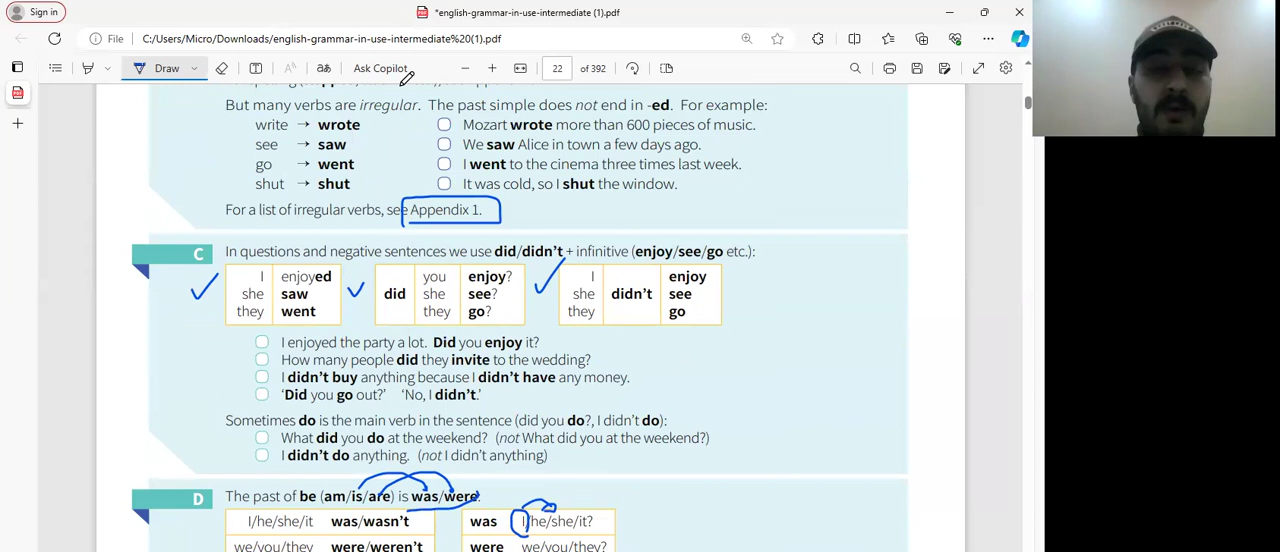 Sign in
*english-grammar-in-use-intermediate (1).pdf
File C:/Users/Micro/Downloads/english-grammar-in-use-intermediate%20(1).pdf
Draw Ask Copilot 22 of 392
But many verbs are irregular. The past simple does not end in -ed. For example:
write → wrote Mozart wrote more than 600 pieces of music.
see → saw We saw Alice in town a few days ago.
go → went I went to the cinema three times last week.
shut → shut It was cold, so I shut the window.
For a list of irregular verbs, see Appendix 1.
C In questions and negative sentences we use did/didn't + infinitive (enjoy/see/go etc.):
I enjoyed you enjoy? I enjoy
she saw did she see? she didn't see
they went they go? they go
I enjoyed the party a lot. Did you enjoy it?
How many people did they invite to the wedding?
I didn't buy anything because I didn't have any money.
'Did you go out?' 'No, I didn't.'
Sometimes do is the main verb in the sentence (did you do?, I didn't do):
What did you do at the weekend? (not What did you at the weekend?)
I didn't do anything. (not I didn't anything)
D The past of be (am/is/are) is was/were:
I/he/she/it was/wasn't was I/he/she/it?
we/you/they were/weren't were we/you/they?